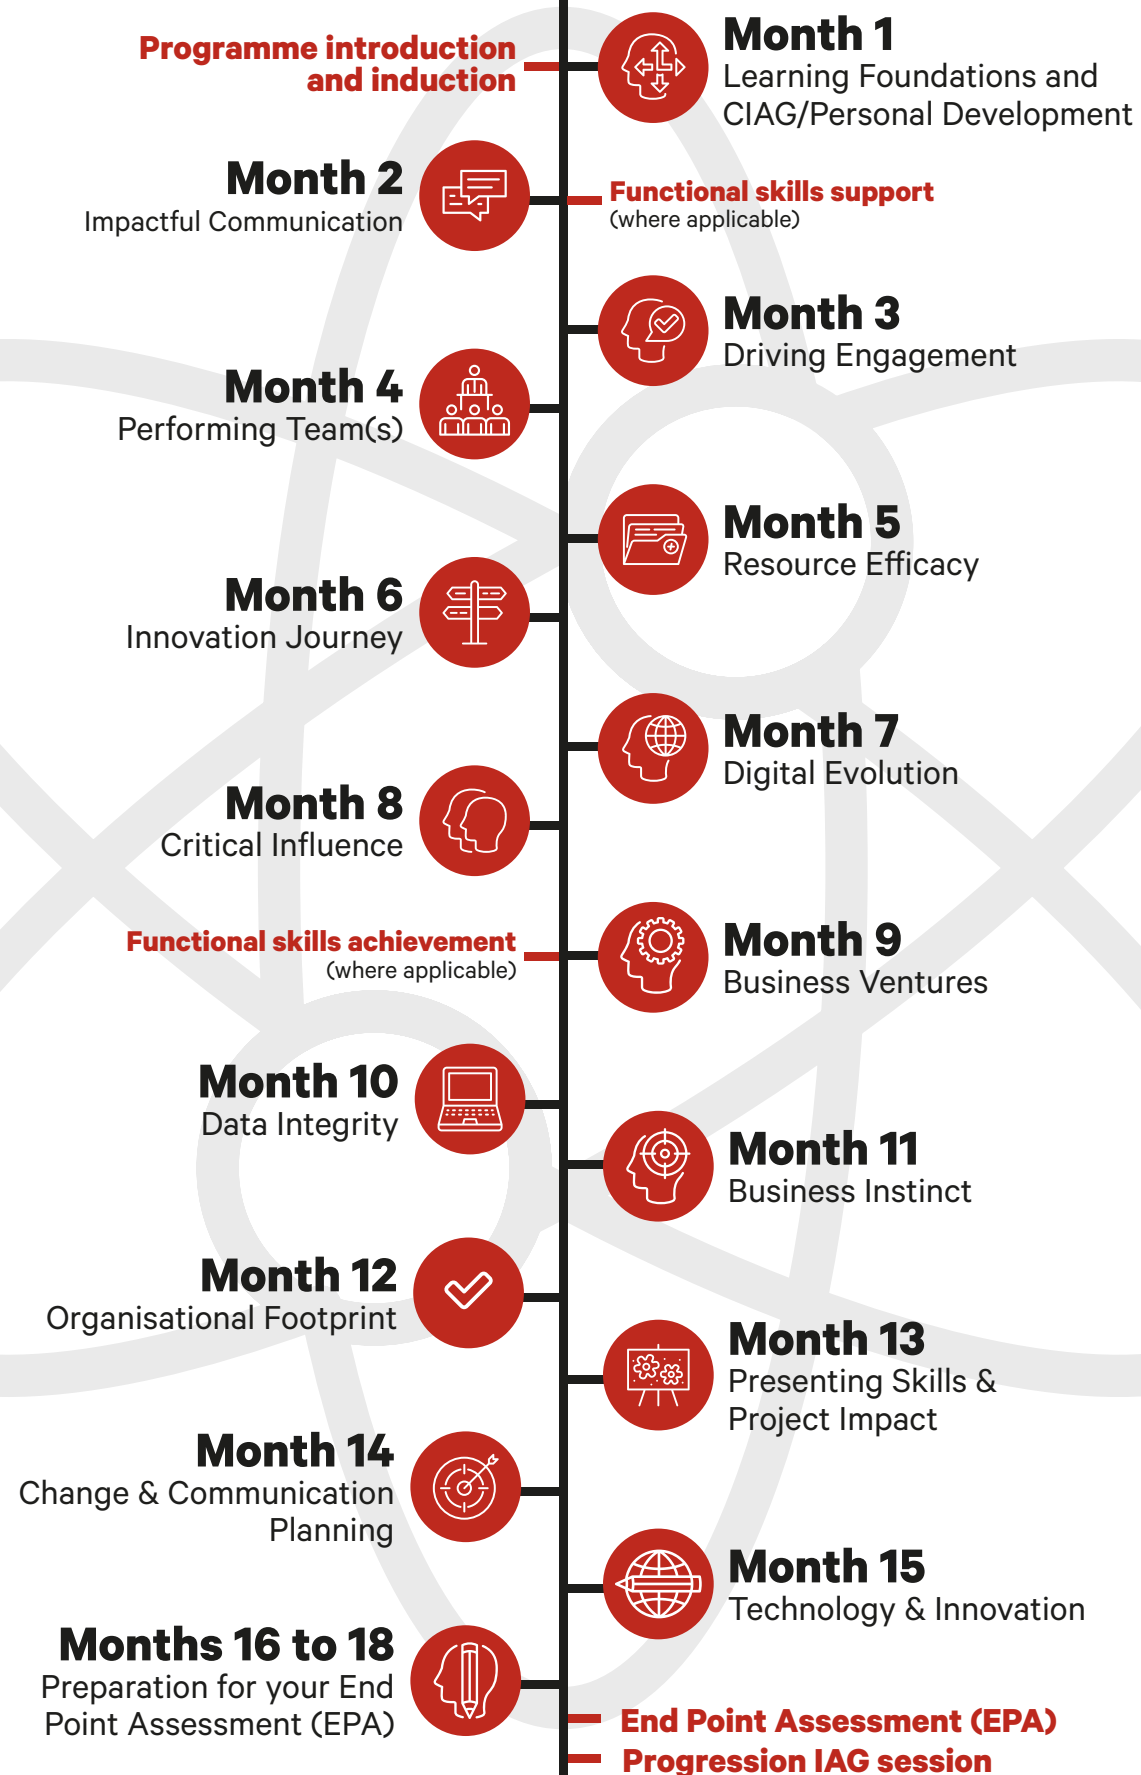 Programme introduction
and induction
Month 1
Learning Foundations and
CIAG/Personal Development
Month 2
Impactful Communication
Functional skills support
(where applicable)
Month 3
Driving Engagement
Month 4
Performing Team(s)
Month 5
Resource Efficacy
Month 6
Innovation Journey
Month 7
Digital Evolution
Month 8
Critical Influence
Functional skills achievement
(where applicable)
Month 9
Business Ventures
Month 10
Data Integrity
Month 11
Business Instinct
Month 12
Organisational Footprint
Month 13
Presenting Skills &
Project Impact
Month 14
Change & Communication
Planning
Month 15
Technology & Innovation
Months 16 to 18
Preparation for your End
Point Assessment (EPA)
End Point Assessment (EPA)
Progression IAG session